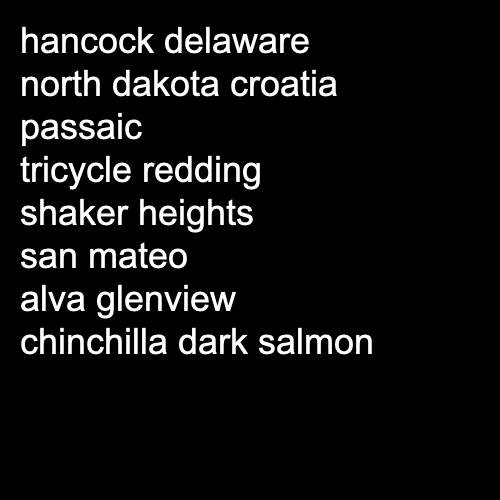 hancock delaware
north dakota croatia
passaic
tricycle redding
shaker heights
san mateo
alva glenview
chinchilla dark salmon